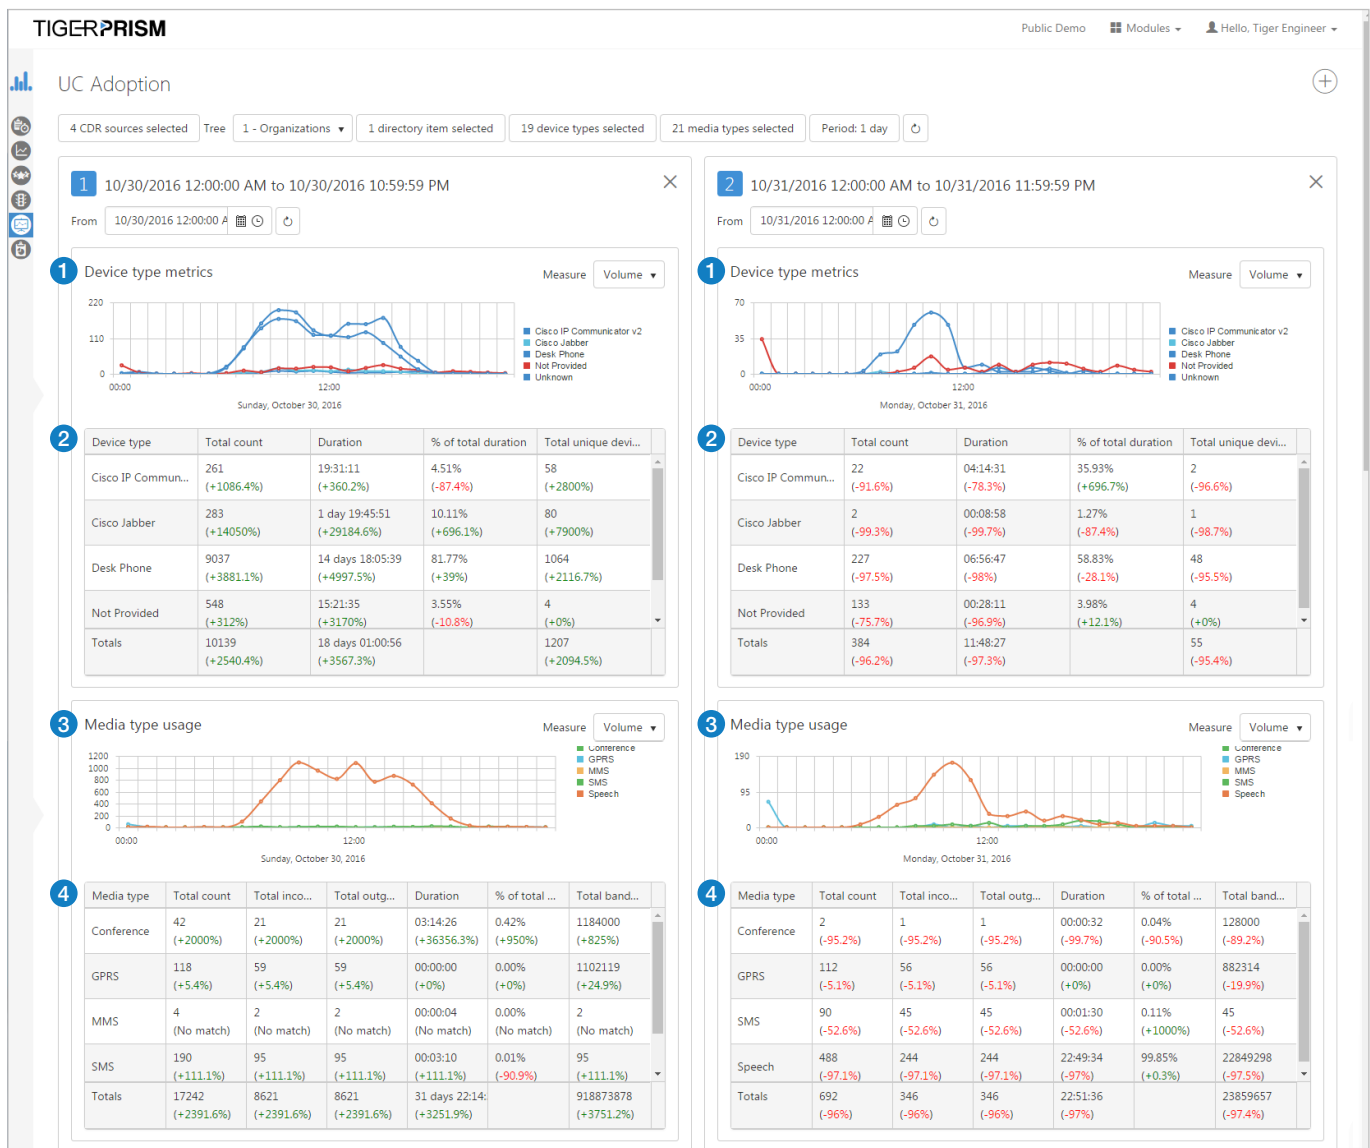 TIGER PRISM
Public Demo Modules Hello, Tiger Engineer
UC Adoption
4 CDR sources selected Tree 1 - Organizations 1 directory item selected 19 device types selected 21 media types selected Period: 1 day
1 10/30/2016 12:00:00 AM to 10/30/2016 10:59:59 PM
From 10/30/2016 12:00:00 A
1 Device type metrics Measure Volume
220
110
0
00:00 12:00
Sunday, October 30, 2016
Cisco IP Communicator v2
Cisco Jabber
Desk Phone
Not Provided
Unknown
2 Device type Total count Duration % of total duration Total unique devi...
Cisco IP Commun... 261 19:31:11 4.51% 58
(+1086.4%) (+360.2%) (-87.4%) (+2800%)
Cisco Jabber 283 1 day 19:45:51 10.11% 80
(+14050%) (+29184.6%) (+696.1%) (+7900%)
Desk Phone 9037 14 days 18:05:39 81.77% 1064
(+3881.1%) (+4997.5%) (+39%) (+2116.7%)
Not Provided 548 15:21:35 3.55% 4
(+312%) (+3170%) (-10.8%) (+0%)
Totals 10139 18 days 01:00:56 1207
(+2540.4%) (+3567.3%) (+2094.5%)
3 Media type usage Measure Volume
1200
1000
800
600
400
200
0
00:00 12:00
Sunday, October 30, 2016
Conference
GPRS
MMS
SMS
Speech
4 Media type Total count Total inco... Total outg... Duration % of total ... Total band...
Conference 42 21 21 03:14:26 0.42% 1184000
(+2000%) (+2000%) (+2000%) (+36356.3%) (+950%) (+825%)
GPRS 118 59 59 00:00:00 0.00% 1102119
(+5.4%) (+5.4%) (+5.4%) (+0%) (+0%) (+24.9%)
MMS 4 2 2 00:00:04 0.00% 2
(No match) (No match) (No match) (No match) (No match) (No match)
SMS 190 95 95 00:03:10 0.01% 95
(+111.1%) (+111.1%) (+111.1%) (+111.1%) (-90.9%) (+111.1%)
Totals 17242 8621 8621 31 days 22:14: 918873878
(+2391.6%) (+2391.6%) (+2391.6%) (+3251.9%) (+3751.2%)
2 10/31/2016 12:00:00 AM to 10/31/2016 11:59:59 PM
From 10/31/2016 12:00:00 A
1 Device type metrics Measure Volume
70
35
0
00:00 12:00
Monday, October 31, 2016
Cisco IP Communicator v2
Cisco Jabber
Desk Phone
Not Provided
Unknown
2 Device type Total count Duration % of total duration Total unique devi...
Cisco IP Commun... 22 04:14:31 35.93% 2
(-91.6%) (-78.3%) (+696.7%) (-96.6%)
Cisco Jabber 2 00:08:58 1.27% 1
(-99.3%) (-99.7%) (-87.4%) (-98.7%)
Desk Phone 227 06:56:47 58.83% 48
(-97.5%) (-98%) (-28.1%) (-95.5%)
Not Provided 133 00:28:11 3.98% 4
(-75.7%) (-96.9%) (+12.1%) (+0%)
Totals 384 11:48:27 55
(-96.2%) (-97.3%) (-95.4%)
3 Media type usage Measure Volume
190
95
0
00:00 12:00
Monday, October 31, 2016
Conference
GPRS
MMS
SMS
Speech
4 Media type Total count Total inco... Total outg... Duration % of total ... Total band...
Conference 2 1 1 00:00:32 0.04% 128000
(-95.2%) (-95.2%) (-95.2%) (-99.7%) (-90.5%) (-89.2%)
GPRS 112 56 56 00:00:00 0.00% 882314
(-5.1%) (-5.1%) (-5.1%) (+0%) (+0%) (-19.9%)
SMS 90 45 45 00:01:30 0.11% 45
(-52.6%) (-52.6%) (-52.6%) (-52.6%) (+1000%) (-52.6%)
Speech 488 244 244 22:49:34 99.85% 22849298
(-97.1%) (-97.1%) (-97.1%) (-97%) (+0.3%) (-97.5%)
Totals 692 346 346 22:51:36 23859657
(-96%) (-96%) (-96%) (-97%) (-97.4%)